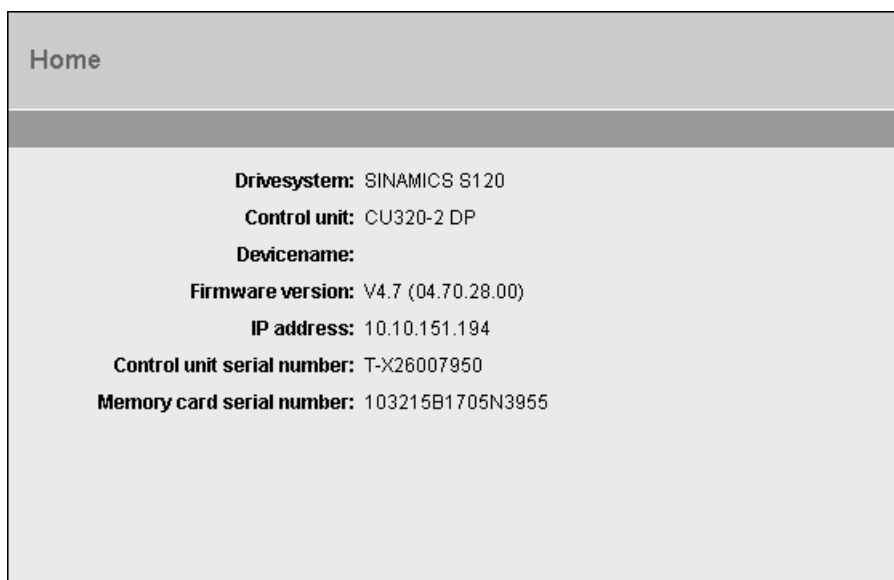 Home
Drivesystem: SINAMICS S120
Control unit: CU320-2 DP
Devicename:
Firmware version: V4.7 (04.70.28.00)
IP address: 10.10.151.194
Control unit serial number: T-X26007950
Memory card serial number: 103215B1705N3955